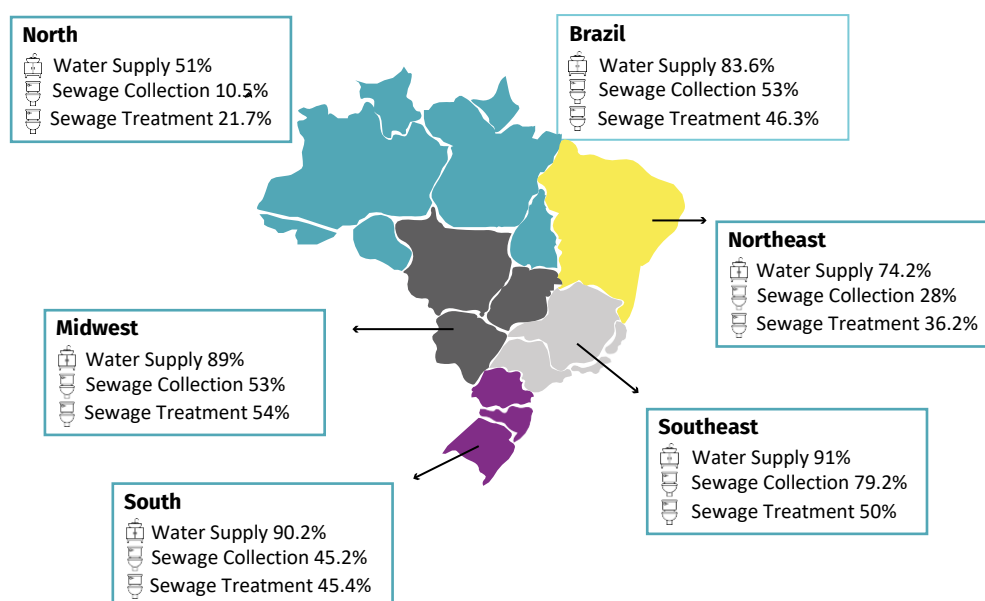 North
Water Supply 51%
Sewage Collection 10.5%
Sewage Treatment 21.7%
Brazil
Water Supply 83.6%
Sewage Collection 53%
Sewage Treatment 46.3%
Northeast
Water Supply 74.2%
Sewage Collection 28%
Sewage Treatment 36.2%
Midwest
Water Supply 89%
Sewage Collection 53%
Sewage Treatment 54%
Southeast
Water Supply 91%
Sewage Collection 79.2%
Sewage Treatment 50%
South
Water Supply 90.2%
Sewage Collection 45.2%
Sewage Treatment 45.4%